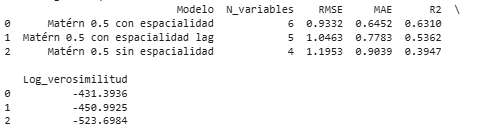 Modelo N_variables RMSE MAE R2 \
0 Matérn 0.5 con espacialidad 6 0.9332 0.6452 0.6310
1 Matérn 0.5 con espacialidad lag 5 1.0463 0.7783 0.5362
2 Matérn 0.5 sin espacialidad 4 1.1953 0.9039 0.3947
Log_verosimilitud
0 -431.3936
1 -450.9925
2 -523.6984